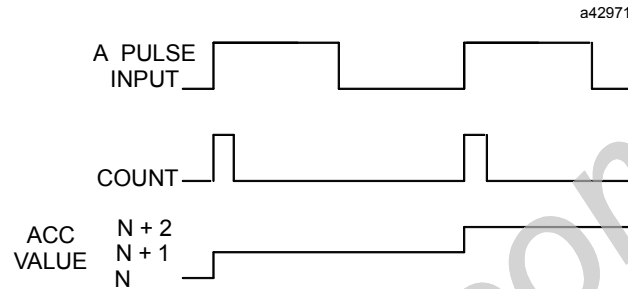 a42971
A PULSE
INPUT
COUNT
ACC
VALUE
N + 2
N + 1
N